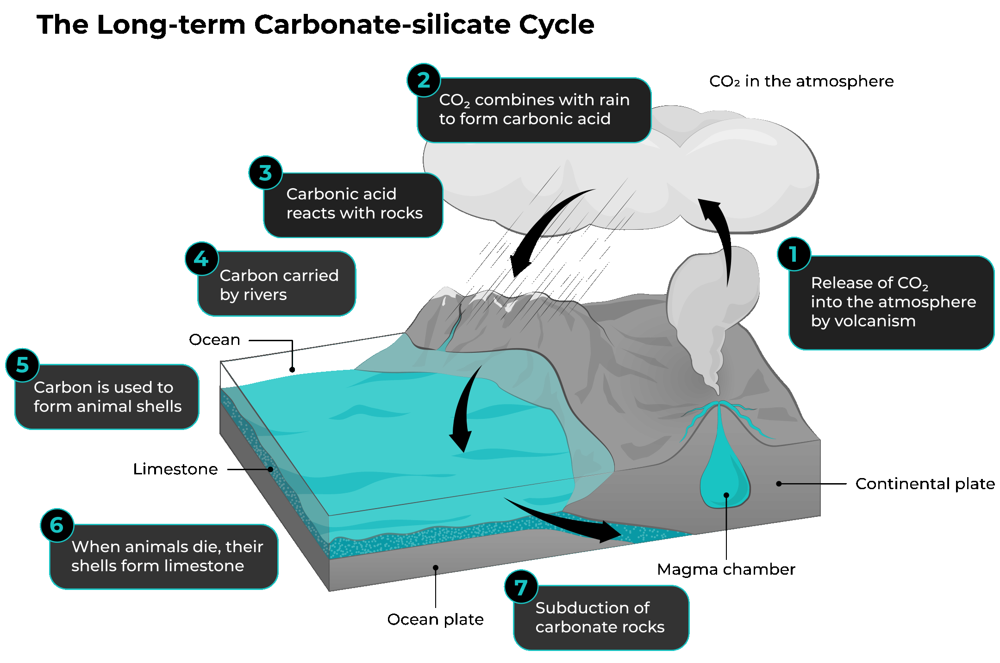 The Long-term Carbonate-silicate Cycle
CO₂ in the atmosphere
1
Release of CO₂
into the atmosphere
by volcanism
2
CO₂ combines with rain
to form carbonic acid
3
Carbonic acid
reacts with rocks
4
Carbon carried
by rivers
Ocean
5
Carbon is used to
form animal shells
Limestone
6
When animals die, their
shells form limestone
Ocean plate
7
Subduction of
carbonate rocks
Magma chamber
Continental plate